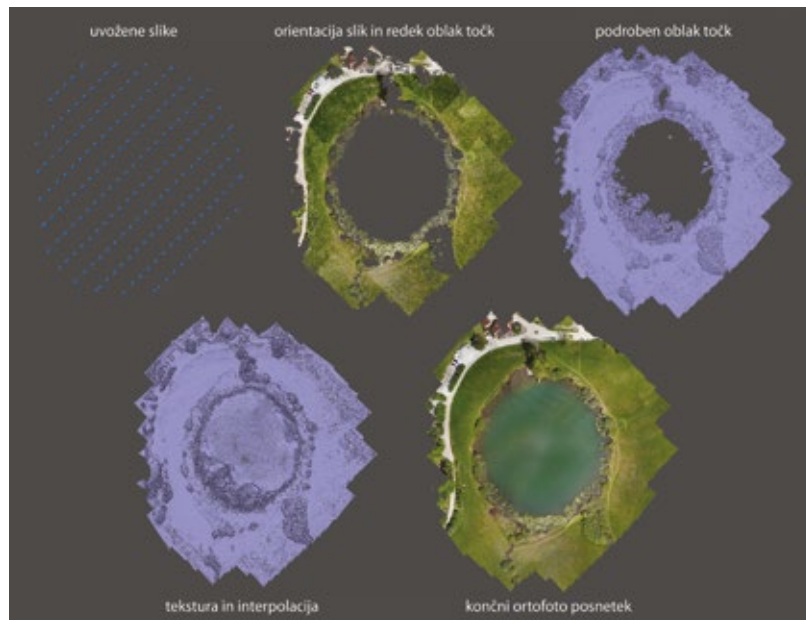 uvožene slike
orientacija slik in redek oblak točk
podroben oblak točk
tekstura in interpolacija
končni ortofoto posnetek